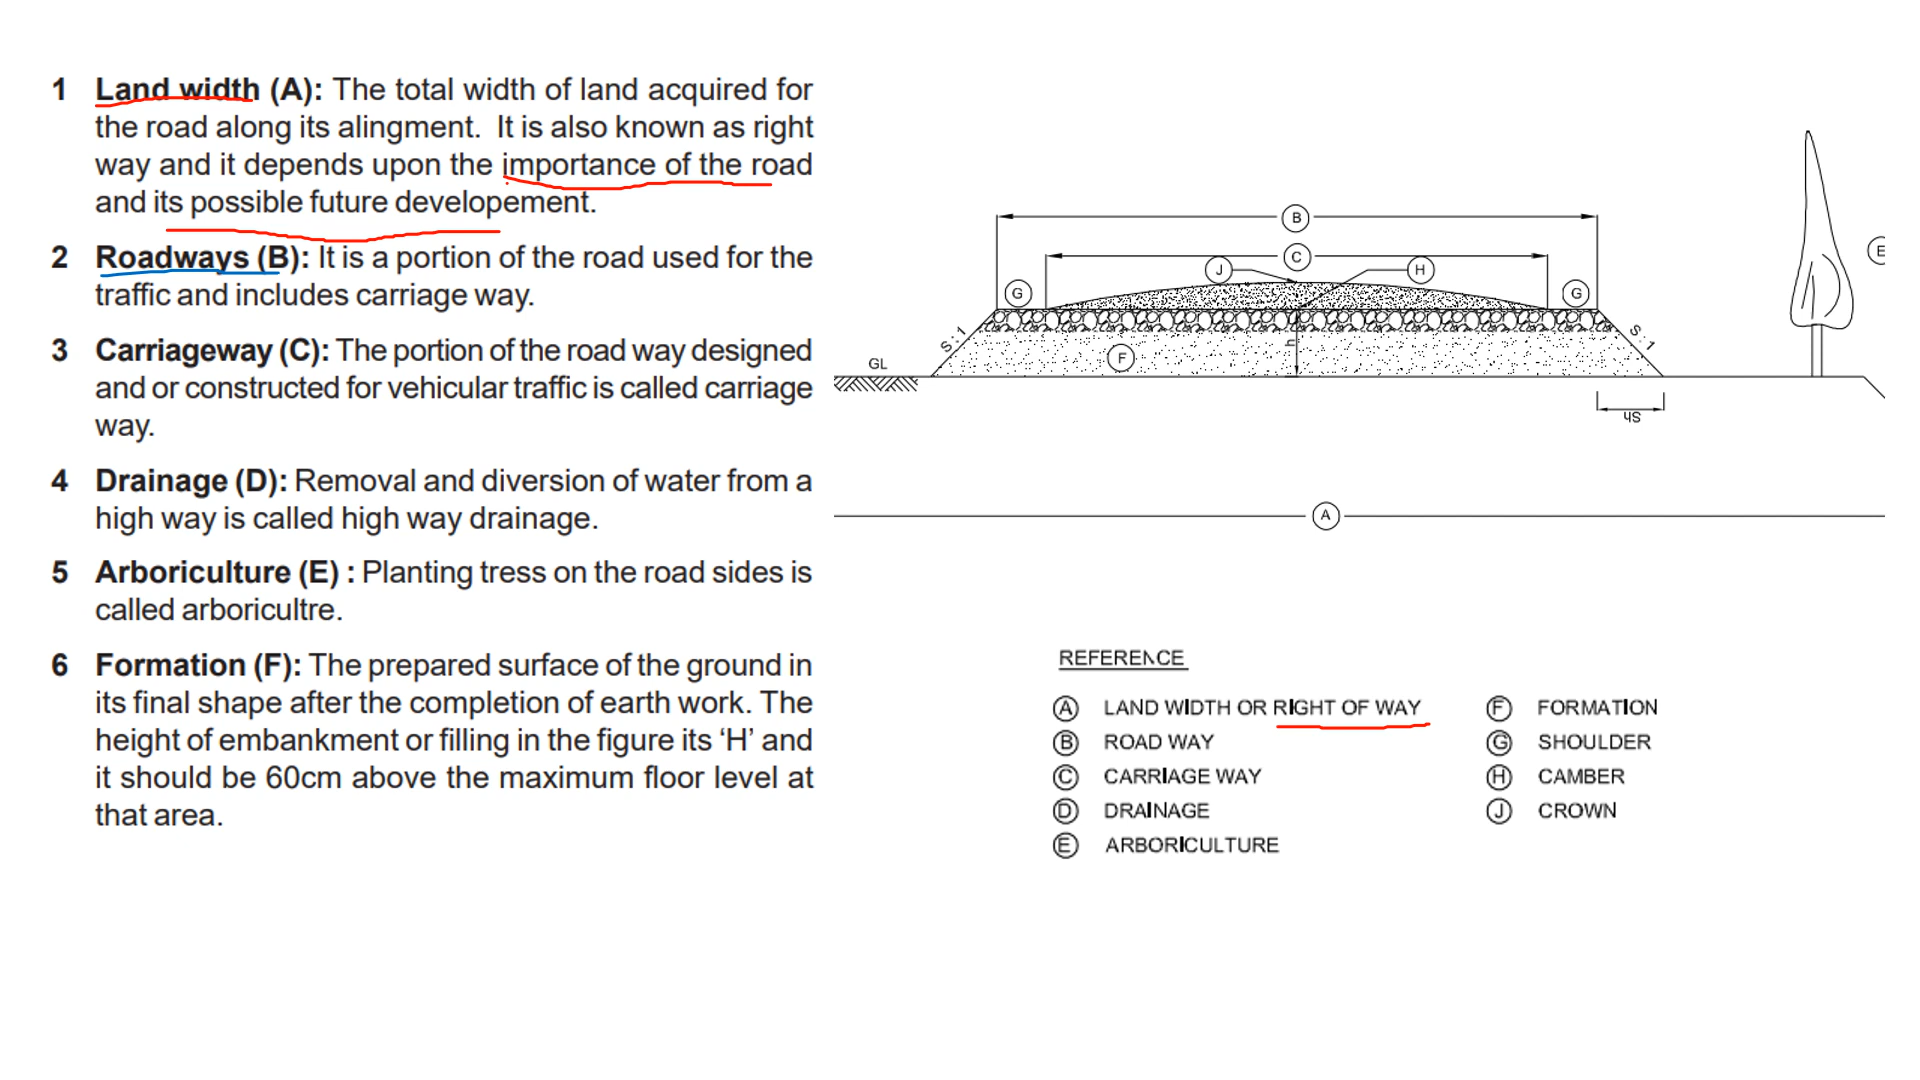 1 Land width (A): The total width of land acquired for
the road along its alingment. It is also known as right
way and it depends upon the importance of the road
and its possible future developement.
2 Roadways (B): It is a portion of the road used for the
traffic and includes carriage way.
3 Carriageway (C): The portion of the road way designed
and or constructed for vehicular traffic is called carriage
way.
4 Drainage (D): Removal and diversion of water from a
high way is called high way drainage.
5 Arboriculture (E) : Planting tress on the road sides is
called arboricultre.
6 Formation (F): The prepared surface of the ground in
its final shape after the completion of earth work. The
height of embankment or filling in the figure its ‘H’ and
it should be 60cm above the maximum floor level at
that area.
B
C
J
H
G
G
E
S:1
S:1
h
F
GL
Sh
A
REFERENCE
A LAND WIDTH OR RIGHT OF WAY
B ROAD WAY
C CARRIAGE WAY
D DRAINAGE
E ARBORICULTURE
F FORMATION
G SHOULDER
H CAMBER
J CROWN